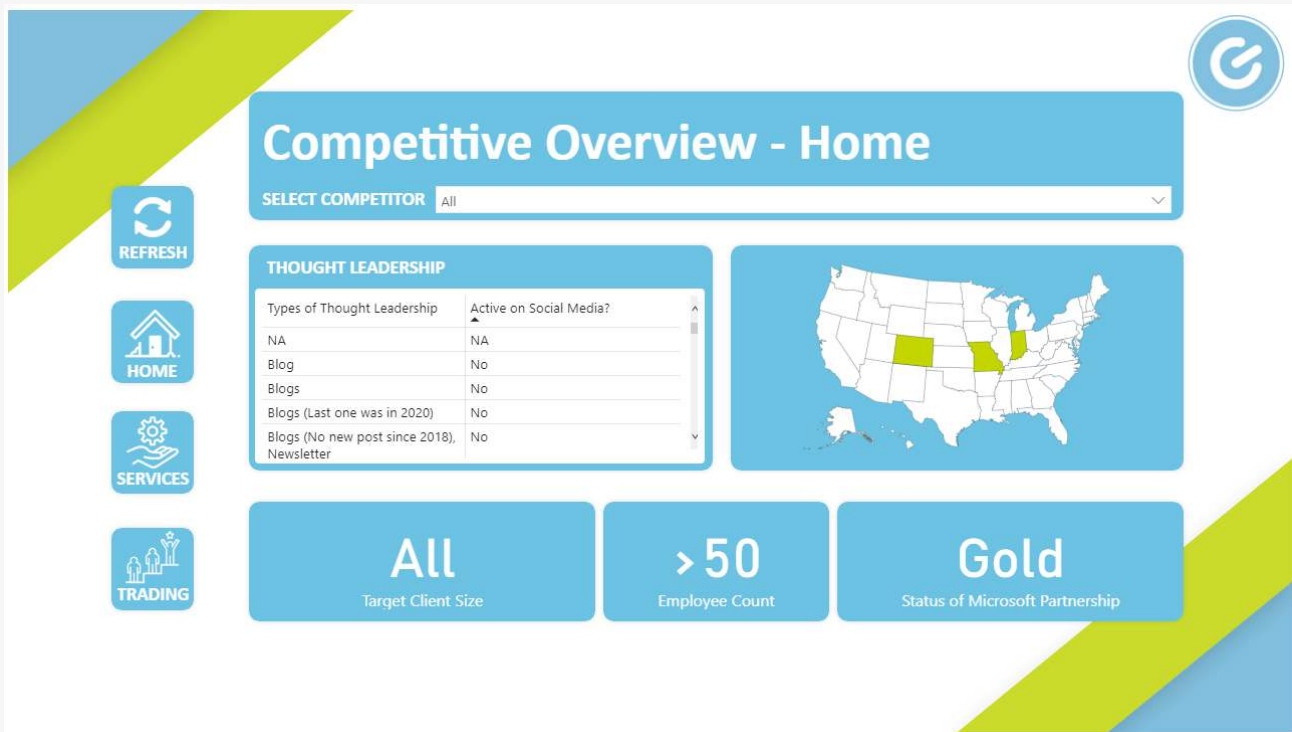 Competitive Overview - Home
SELECT COMPETITOR All
REFRESH
HOME
SERVICES
TRADING
THOUGHT LEADERSHIP
Types of Thought Leadership Active on Social Media?
NA NA
Blog No
Blogs No
Blogs (Last one was in 2020) No
Blogs (No new post since 2018), No
Newsletter
All
Target Client Size
>50
Employee Count
Gold
Status of Microsoft Partnership